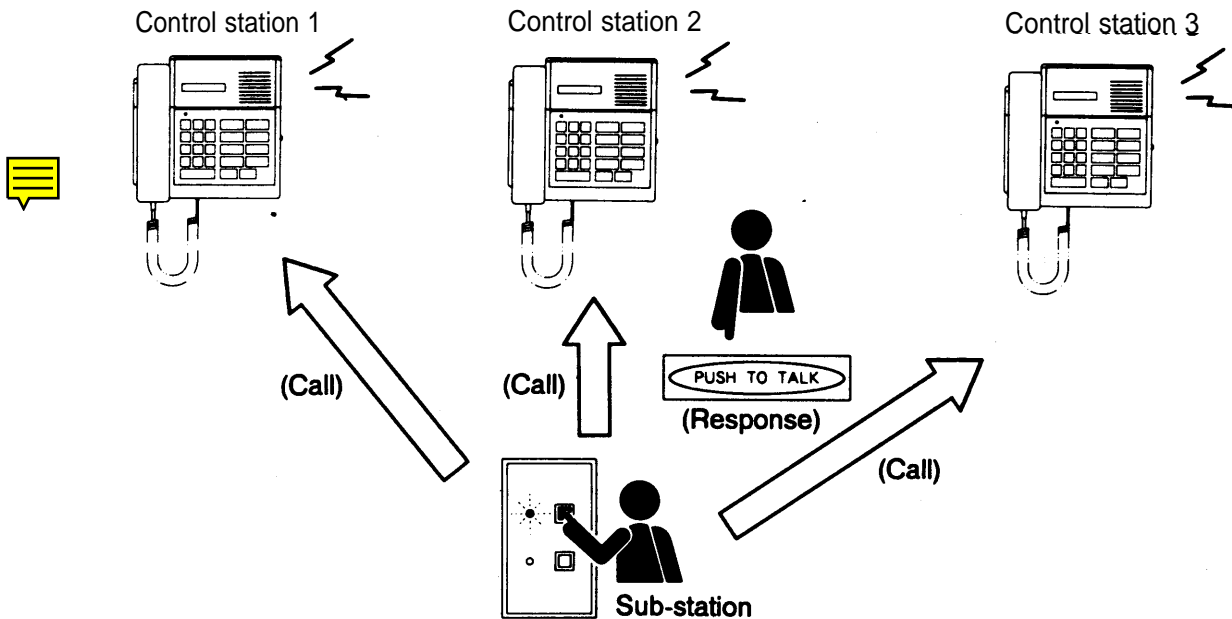 Control station 1
Control station 2
Control station 3
(Call)
(Call)
PUSH TO TALK
(Response)
(Call)
Sub-station